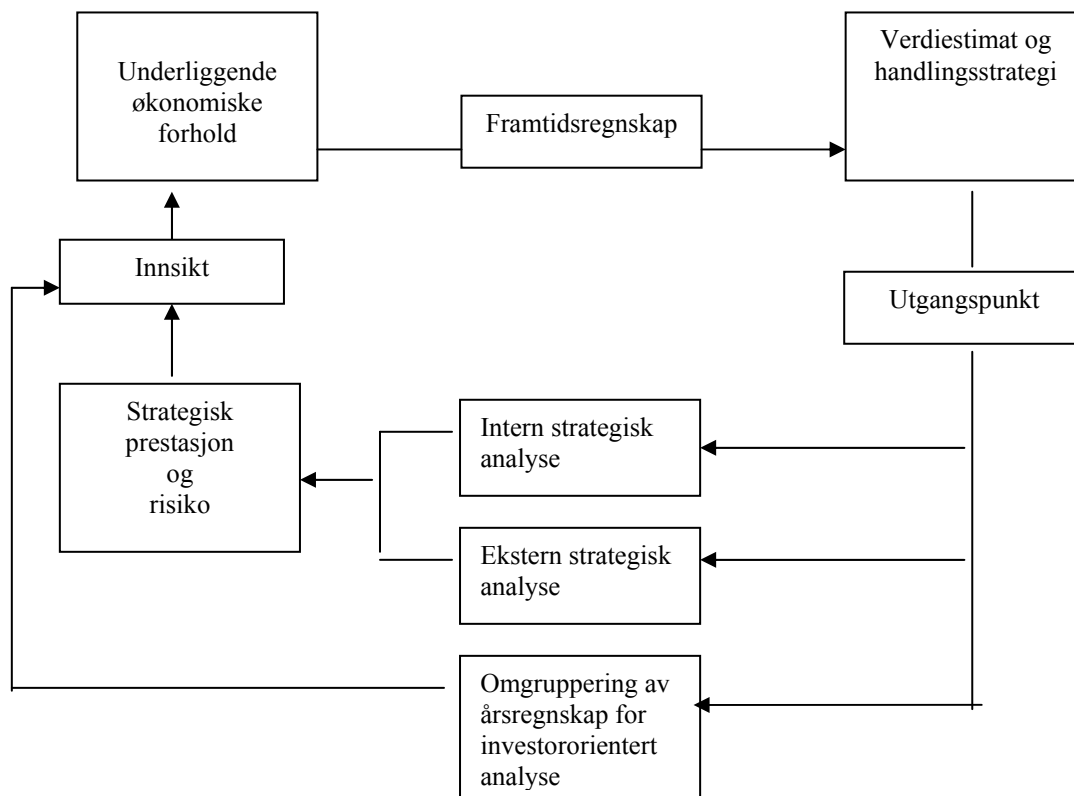 Underliggende
økonomiske
forhold
Framtidsregnskap
Verdiestimat og
handlingsstrategi
Innsikt
Utgangspunkt
Strategisk
prestasjon
og
risiko
Intern strategisk
analyse
Ekstern strategisk
analyse
Omgruppering av
årsregnskap for
investororientert
analyse